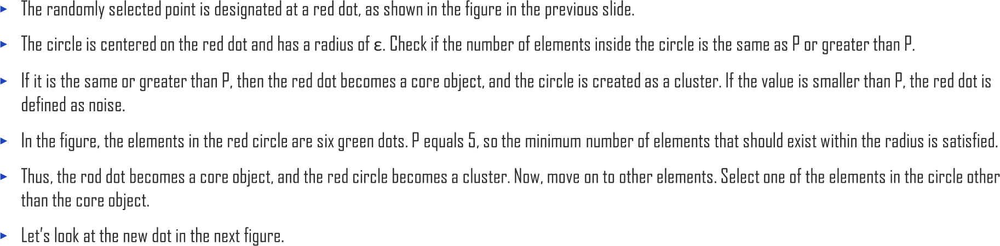 ► The randomly selected point is designated at a red dot, as shown in the figure in the previous slide.
► The circle is centered on the red dot and has a radius of ε. Check if the number of elements inside the circle is the same as P or greater than P.
► If it is the same or greater than P, then the red dot becomes a core object, and the circle is created as a cluster. If the value is smaller than P, the red dot is
defined as noise.
► In the figure, the elements in the red circle are six green dots. P equals 5, so the minimum number of elements that should exist within the radius is satisfied.
► Thus, the rod dot becomes a core object, and the red circle becomes a cluster. Now, move on to other elements. Select one of the elements in the circle other
than the core object.
► Let's look at the new dot in the next figure.